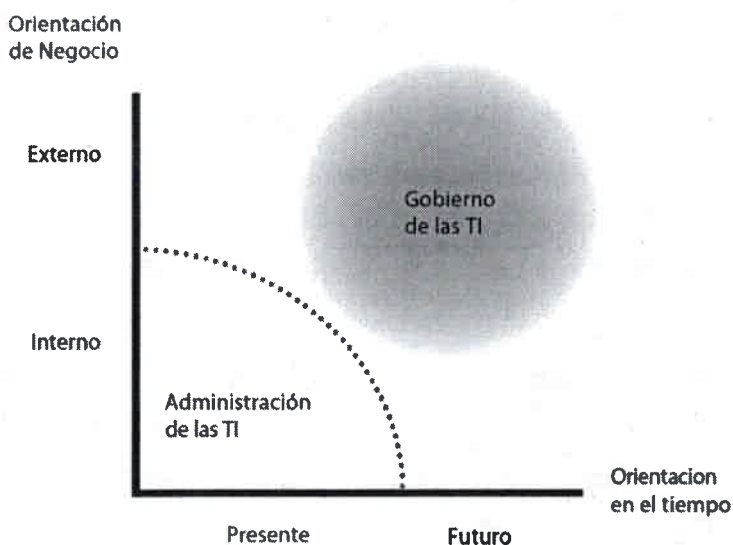 Orientación
de Negocio
Externo
Gobierno
de las TI
Interno
Administración
de las TI
Orientacion
en el tiempo
Presente
Futuro